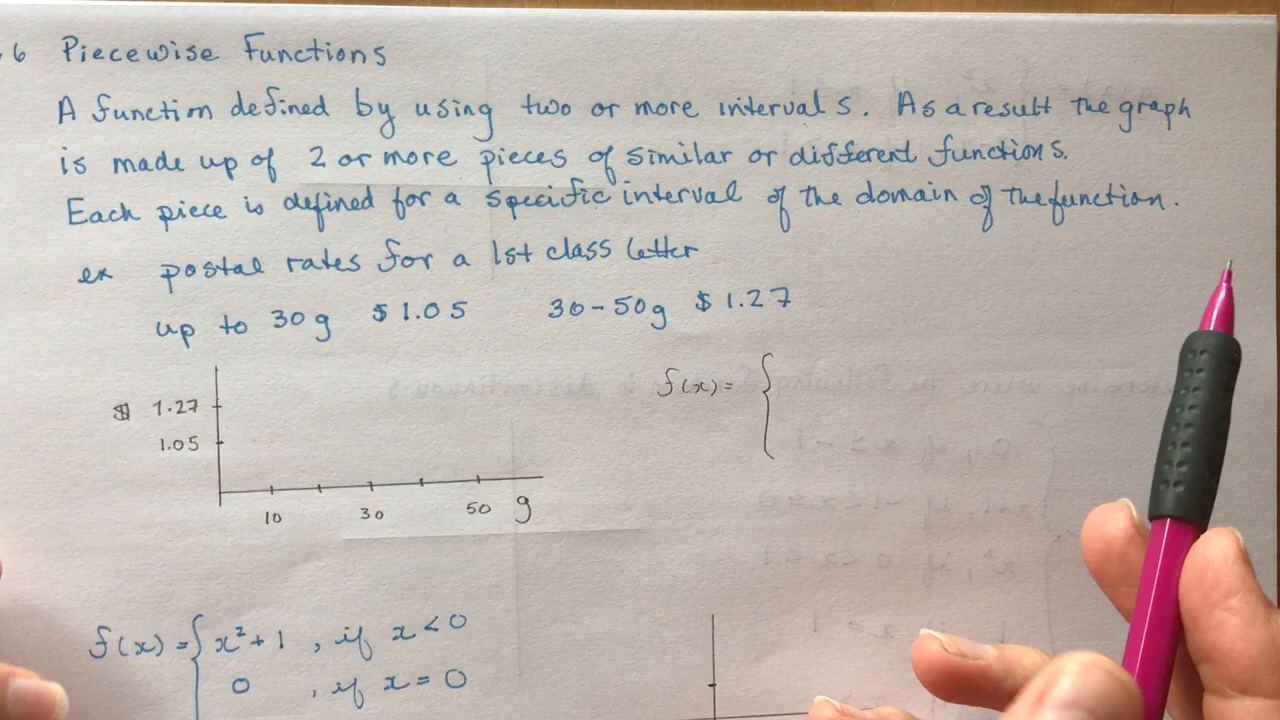 .6 Piecewise Functions
A function defined by using two or more intervals. As a result the graph
is made up of 2 or more pieces of similar or different functions.
Each piece is defined for a specific interval of the domain of the function.
ex postal rates for a 1st class letter
up to 30g $1.05 30-50g $1.27
f(x)= {
$ 1.27
1.05
10 30 50 g
f(x) = { x²+1 , if x<0
0 , if x = 0